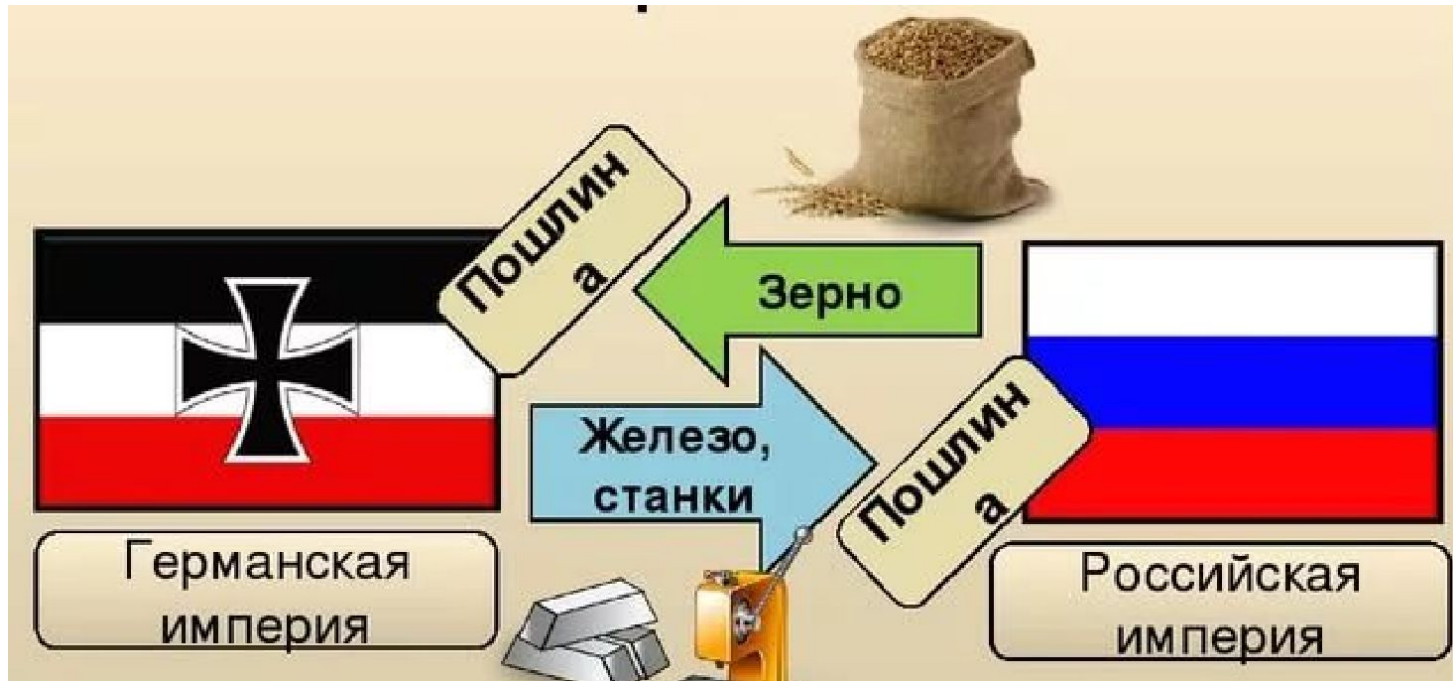 Пошлин
а
Зерно
Железо,
станки
Пошлин
а
Германская
империя
Российская
империя